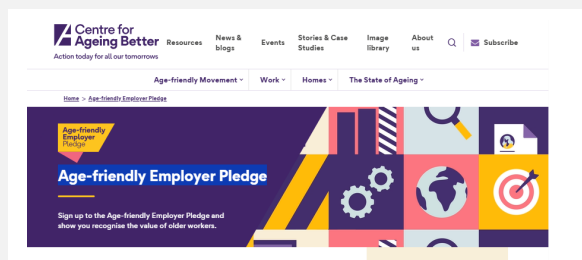 Centre for
Ageing Better
Action today for all our tomorrows
Resources
News &
blogs
Events
Stories & Case
Studies
Image
library
About
us
Subscribe
Age-friendly Movement
Work
Homes
The State of Ageing
Home > Age-friendly Employer Pledge
Age-friendly
Employer
Pledge
Age-friendly Employer Pledge
Sign up to the Age-friendly Employer Pledge and
show you recognise the value of older workers.